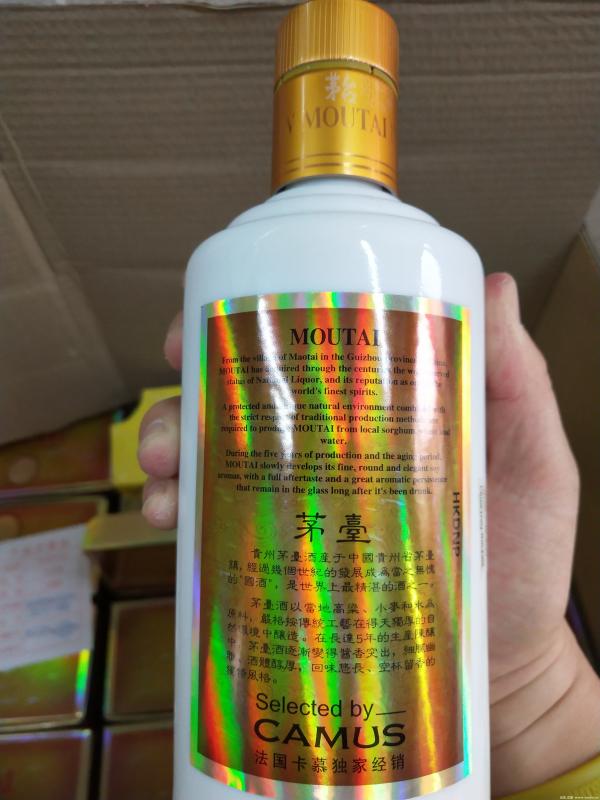 茅台
Y MOUTAI
MOUTAI
From the village of Maotai in the Guizhou Province
MOUTAI has acquired through the centuries the
status of National Liquor, and its reputation as
world's finest spirits.
A protected and unique natural environment combined with
the strict respect of traditional production methods are
required to produce MOUTAI from local sorghum, and
water.
During the five years of production and the aging period,
MOUTAI slowly develops its fine, round and elegant soy
aromas, with a full aftertaste and a great aromatic persistence
that remain in the glass long after it's been drunk.
HKDNP
茅臺
貴州茅臺酒産于中國貴州省茅臺
鎮，經過幾個世紀的發展成爲當之無愧
的"國酒"，是世界上最精湛的酒之一。
茅臺酒以當地高粱、小麥和水爲
原料，嚴格按傳統工藝在得天獨厚的自
然環境中釀造。在長達5年的生産陳釀
中，茅臺酒逐漸變得醬香突出，細膩幽
雅，酒體醇厚，回味悠長、空杯留香的
獨特風格。
Selected by
CAMUS
法国卡慕独家经销